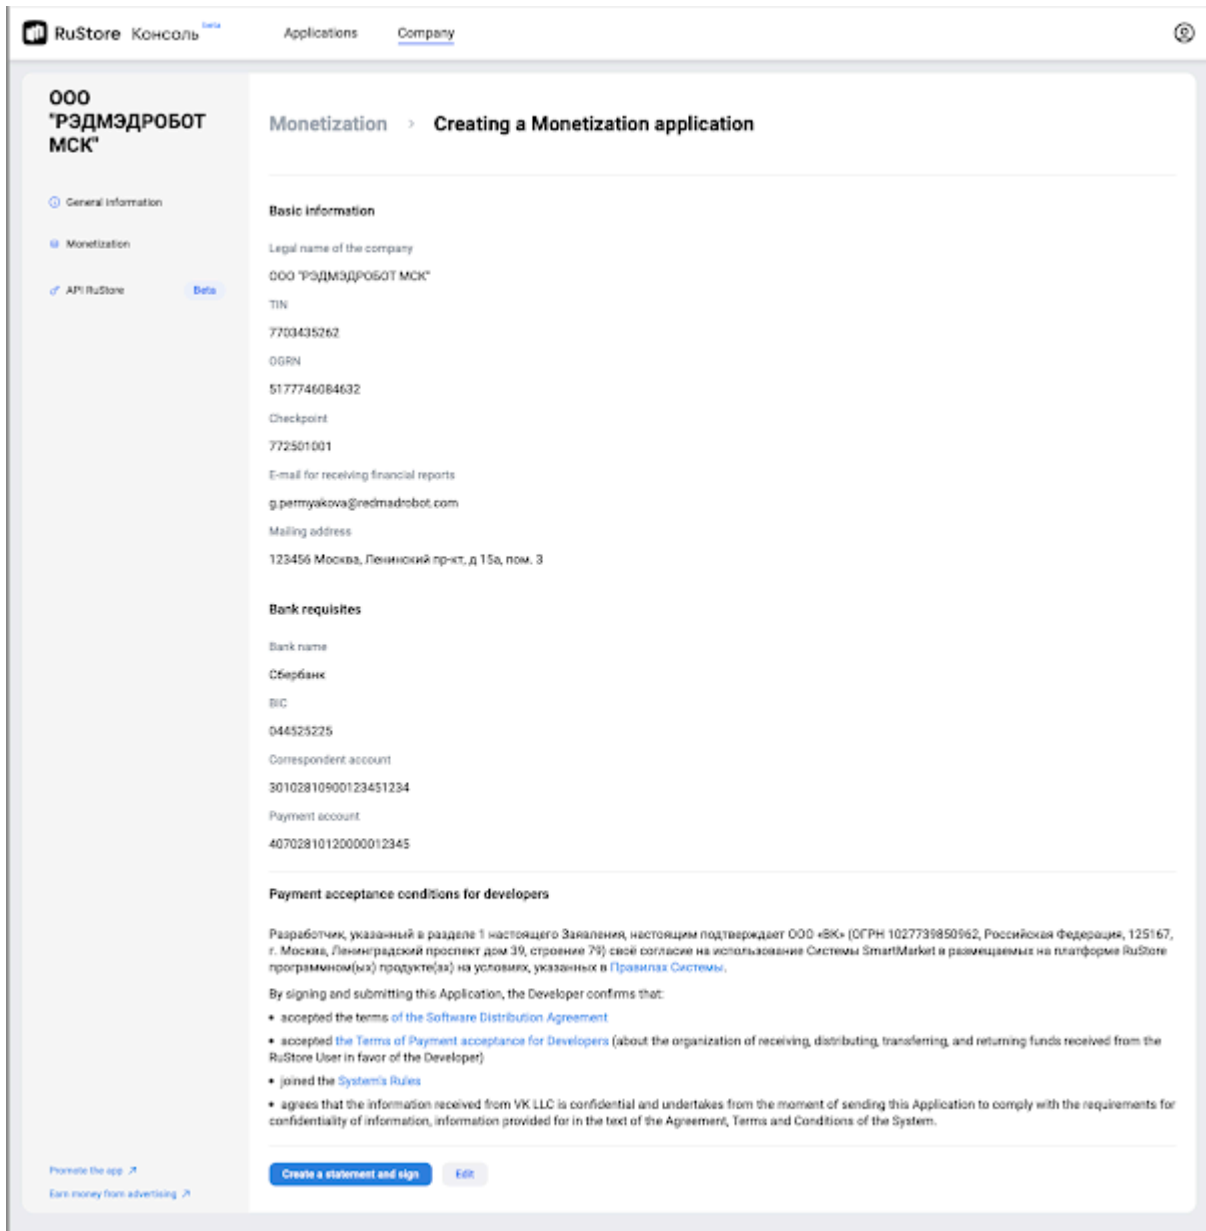 RuStore Консоль beta
Applications
Company
ООО
"РЭДМЭДРОБОТ
МСК"
General information
Monetization
API RuStore
Beta
Monetization > Creating a Monetization application
Basic information
Legal name of the company
ООО "РЭДМЭДРОБОТ МСК"
TIN
7703435262
OGRN
5177746084632
Checkpoint
772501001
E-mail for receiving financial reports
g.permyakova@redmadrobot.com
Mailing address
123456 Москва, Ленинский пр-кт, д 15а, пом. 3
Bank requisites
Bank name
Сбербанк
BIC
044525225
Correspondent account
30102810900123451234
Payment account
40702810120000012345
Payment acceptance conditions for developers
Разработчик, указанный в разделе 1 настоящего Заявления, настоящим подтверждает ООО «ВК» (ОГРН 1027739850962, Российская Федерация, 125167,
г. Москва, Ленинградский проспект дом 39, строение 79) своё согласие на использование Системы SmartMarket в размещаемых на платформе RuStore
программном(ых) продукте(ах) на условиях, указанных в Правилах Системы.
By signing and submitting this Application, the Developer confirms that:
• accepted the terms of the Software Distribution Agreement
• accepted the Terms of Payment acceptance for Developers (about the organization of receiving, distributing, transferring, and returning funds received from the
RuStore User in favor of the Developer)
• joined the System's Rules
• agrees that the information received from VK LLC is confidential and undertakes from the moment of sending this Application to comply with the requirements for
confidentiality of information, information provided for in the text of the Agreement, Terms and Conditions of the System.
Create a statement and sign
Edit
Promote the app ↗
Earn money from advertising ↗